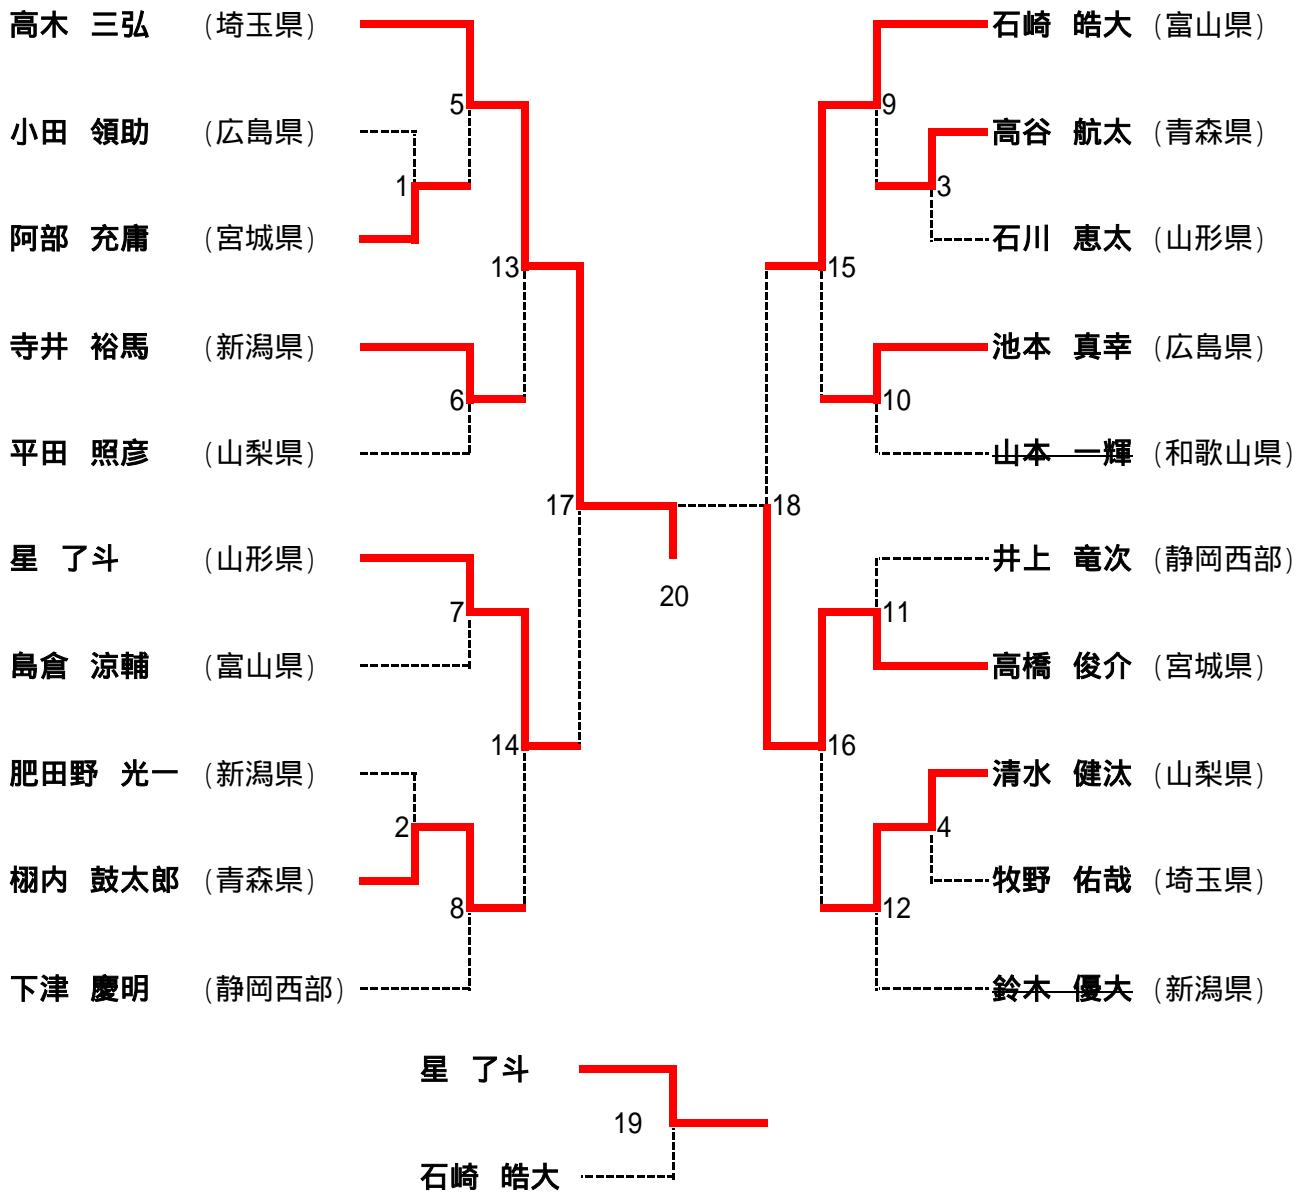 高木 三弘 (埼玉県)
小田 領助 (広島県)
阿部 充庸 (宮城県)
寺井 裕馬 (新潟県)
平田 照彦 (山梨県)
星 了斗 (山形県)
島倉 涼輔 (富山県)
肥田野 光一 (新潟県)
栩内 鼓太郎 (青森県)
下津 慶明 (静岡西部)
5
1
13
6
17
7
14
2
8
20
9
3
15
10
18
11
16
4
12
石崎 皓大 (富山県)
高谷 航太 (青森県)
石川 恵太 (山形県)
池本 真幸 (広島県)
山本 一輝 (和歌山県)
井上 竜次 (静岡西部)
高橋 俊介 (宮城県)
清水 健汰 (山梨県)
牧野 佑哉 (埼玉県)
鈴木 優大 (新潟県)
星 了斗
19
石崎 皓大